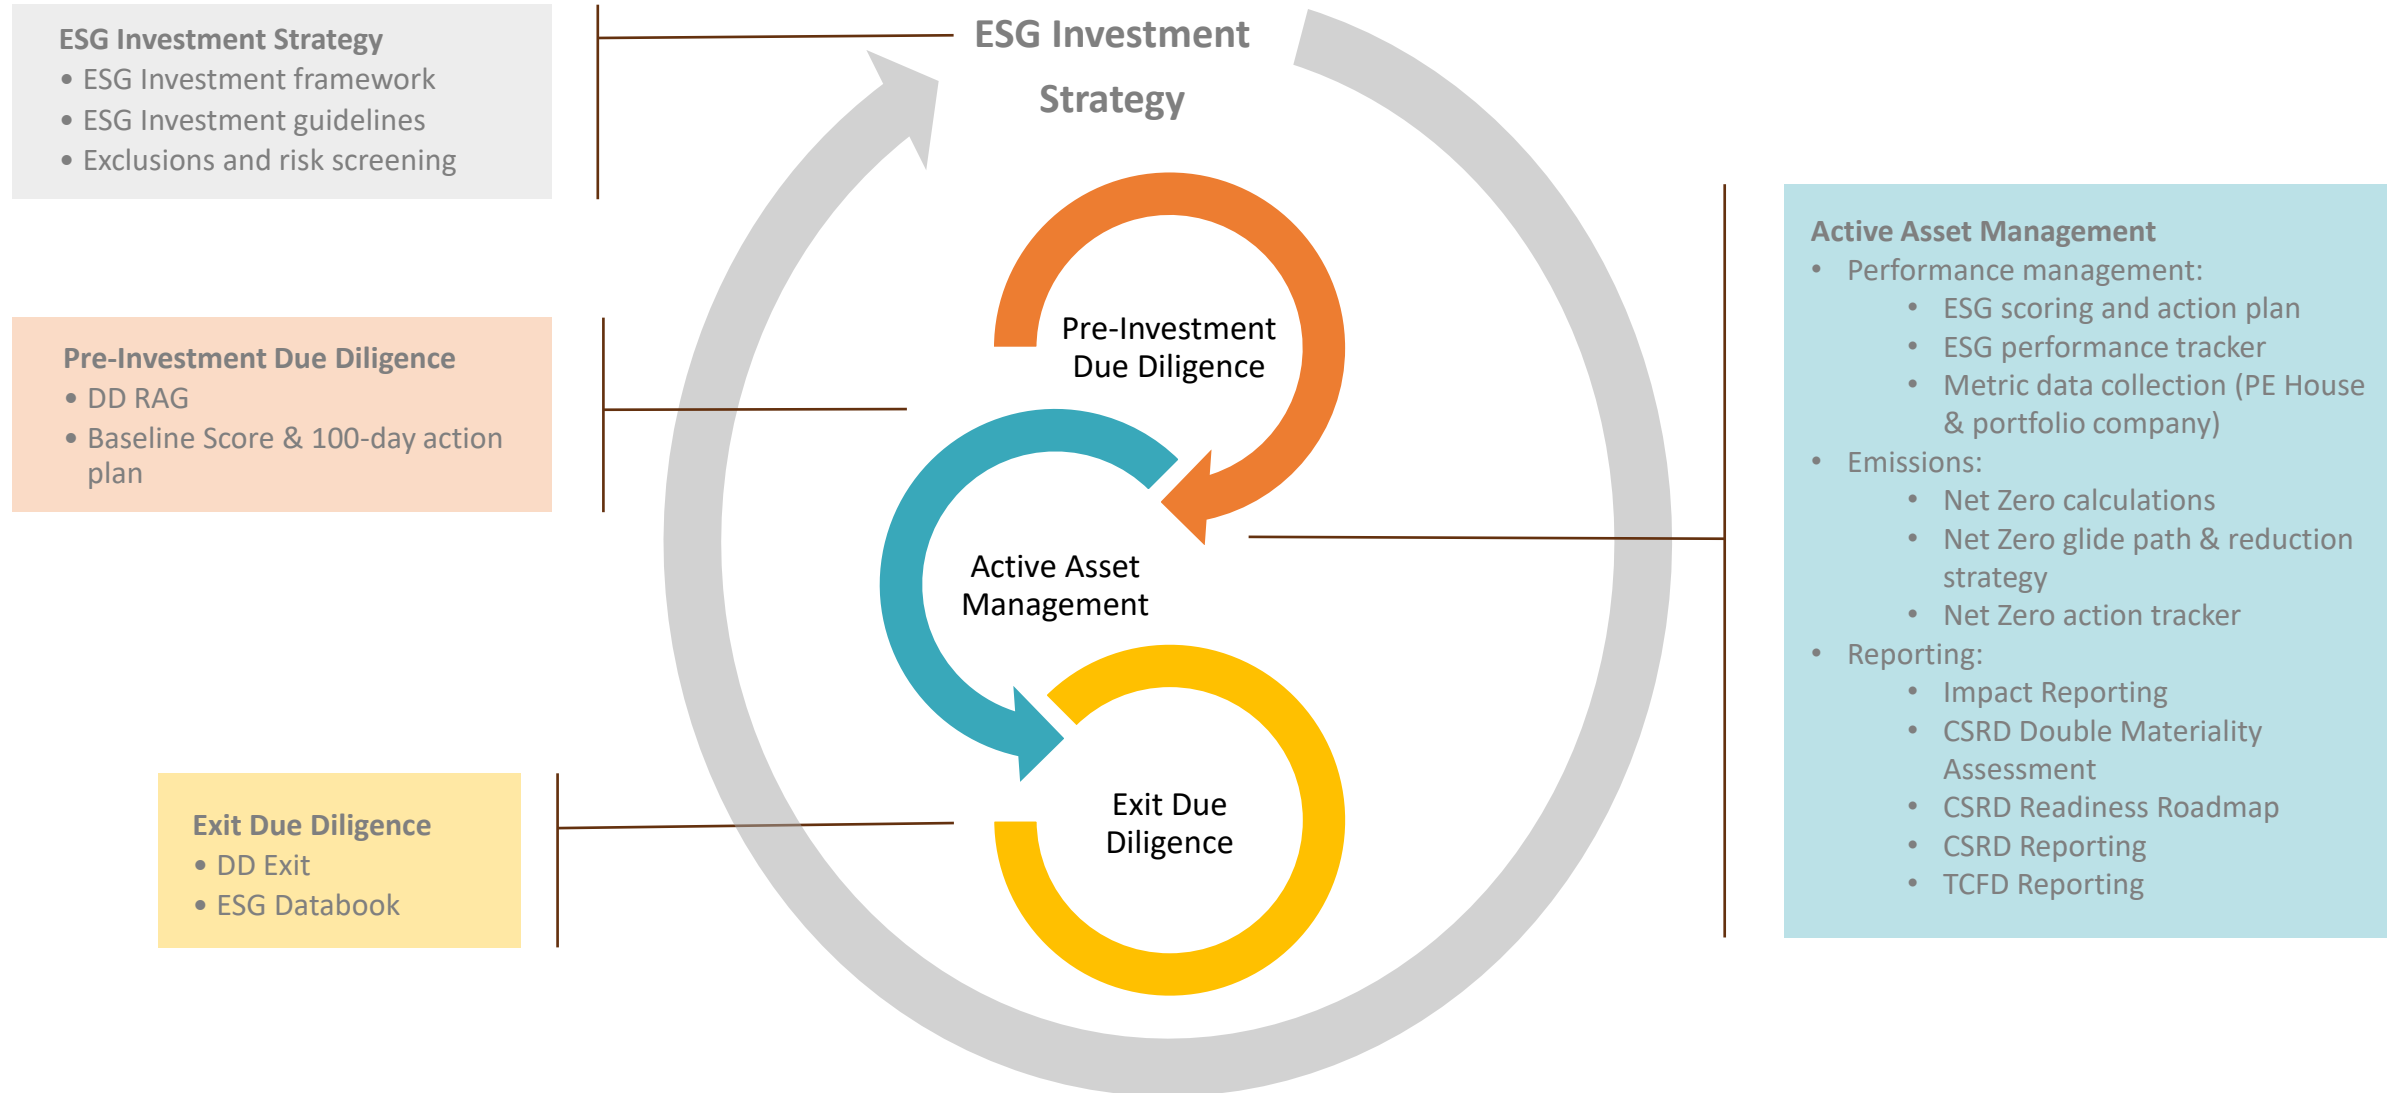 ESG Investment Strategy
• ESG Investment framework
• ESG Investment guidelines
• Exclusions and risk screening
Pre-Investment Due Diligence
• DD RAG
• Baseline Score & 100-day action
plan
Exit Due Diligence
• DD Exit
• ESG Databook
ESG Investment
Strategy
Pre-Investment
Due Diligence
Active Asset
Management
Exit Due
Diligence
Active Asset Management
• Performance management:
• ESG scoring and action plan
• ESG performance tracker
• Metric data collection (PE House
& portfolio company)
• Emissions:
• Net Zero calculations
• Net Zero glide path & reduction
strategy
• Net Zero action tracker
• Reporting:
• Impact Reporting
• CSRD Double Materiality
Assessment
• CSRD Readiness Roadmap
• CSRD Reporting
• TCFD Reporting